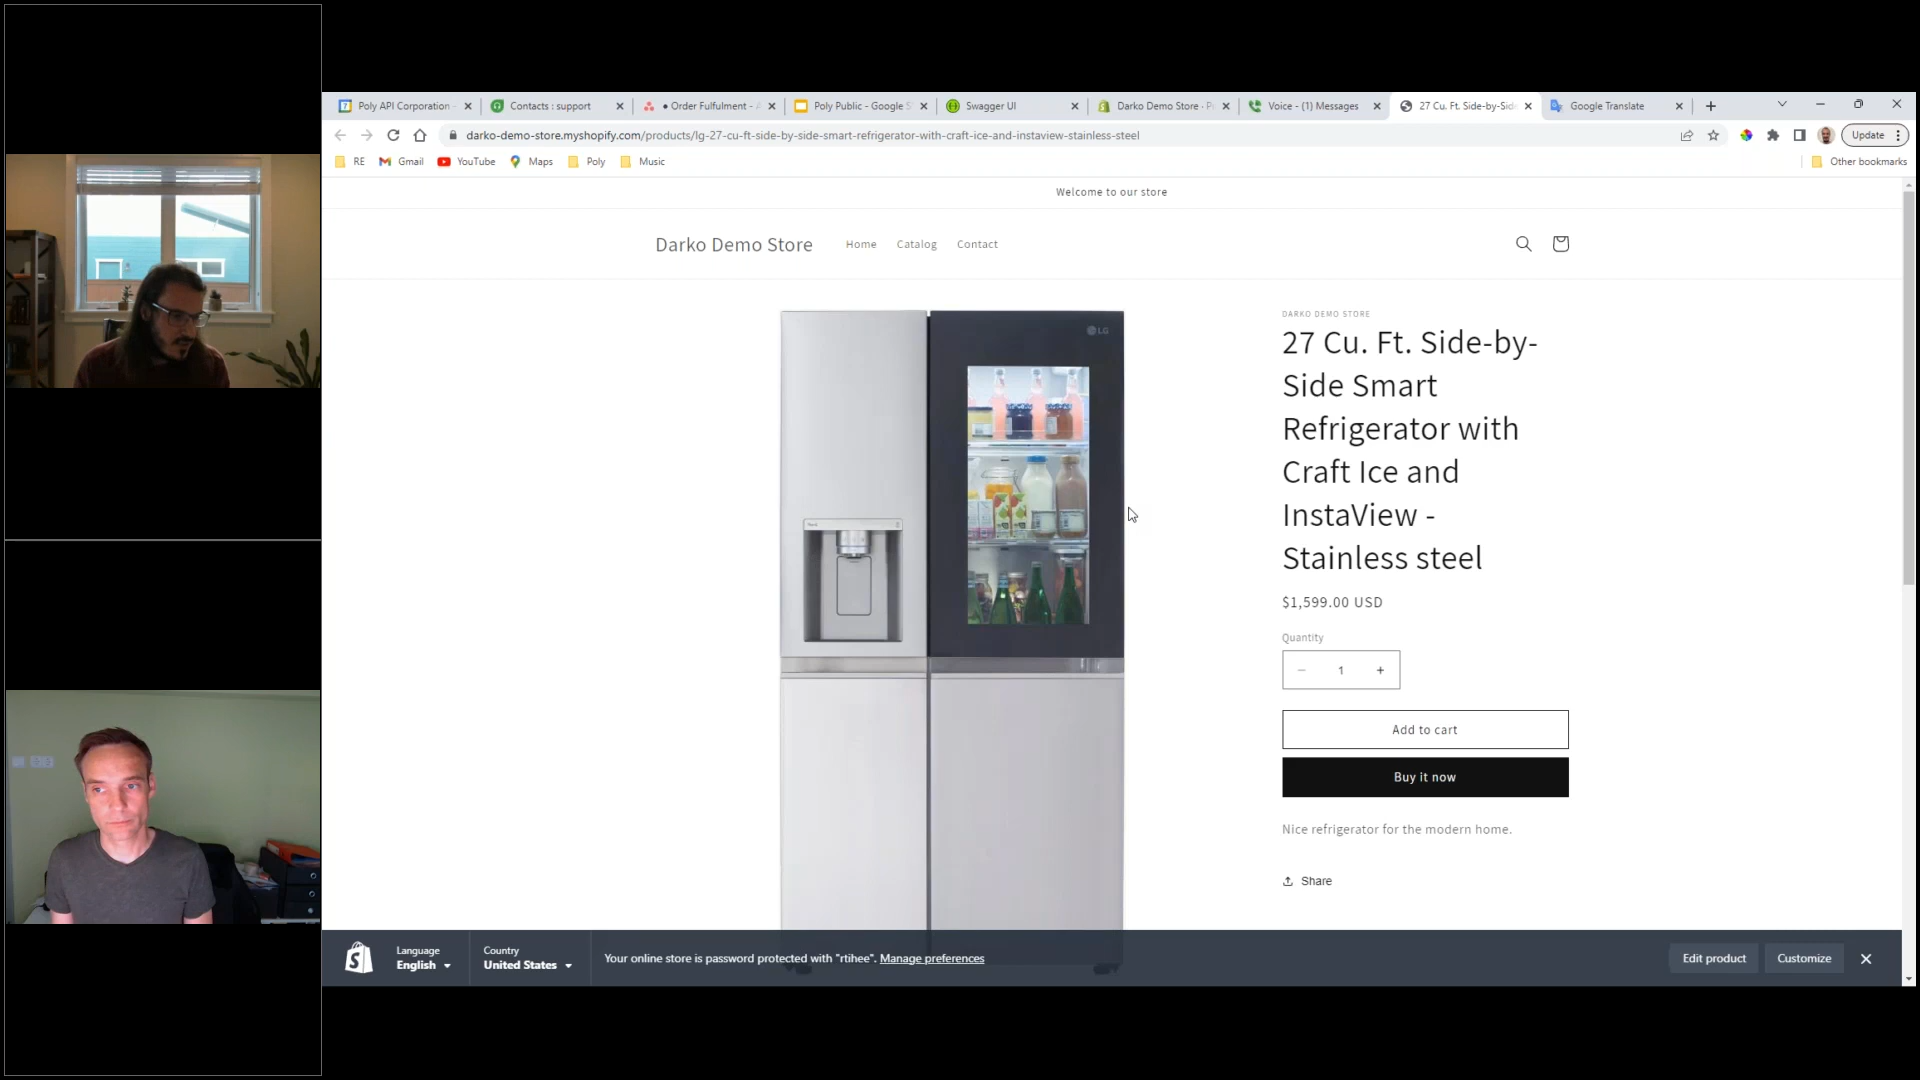 Poly API Corporation -
Contacts : support
• Order Fulfulment -
Poly Public - Google S
Swagger UI
Darko Demo Store · P
Voice - (1) Messages
27 Cu. Ft. Side-by-Side
Google Translate
darko-demo-store.myshopify.com/products/lg-27-cu-ft-side-by-side-smart-refrigerator-with-craft-ice-and-instaview-stainless-steel
Update
RE
Gmail
YouTube
Maps
Poly
Music
Other bookmarks
Welcome to our store
Darko Demo Store
Home
Catalog
Contact
LG
DARKO DEMO STORE
27 Cu. Ft. Side-by-
Side Smart
Refrigerator with
Craft Ice and
InstaView -
Stainless steel
$1,599.00 USD
Quantity
− 1 +
Add to cart
Buy it now
Nice refrigerator for the modern home.
Share
Language
English
Country
United States
Your online store is password protected with "rtihee". Manage preferences
Edit product
Customize